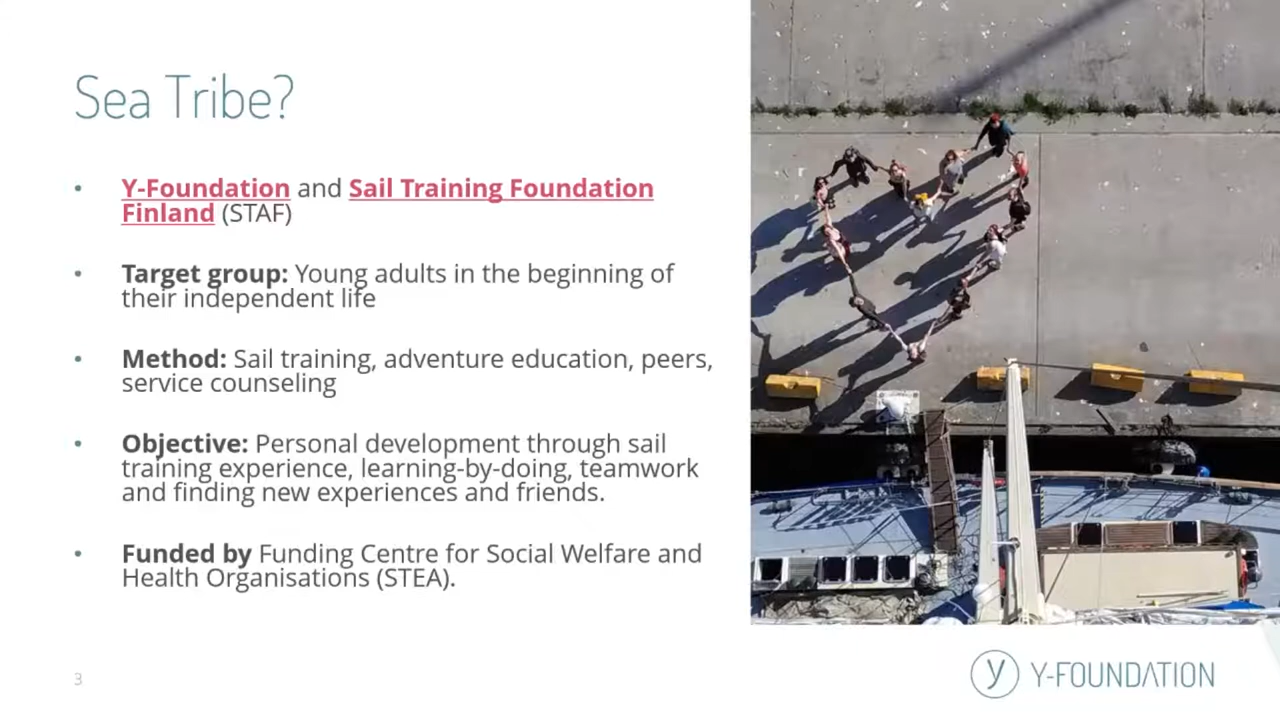 Sea Tribe?
• Y-Foundation and Sail Training Foundation
Finland (STAF)
• Target group: Young adults in the beginning of
their independent life
• Method: Sail training, adventure education, peers,
service counseling
• Objective: Personal development through sail
training experience, learning-by-doing, teamwork
and finding new experiences and friends.
• Funded by Funding Centre for Social Welfare and
Health Organisations (STEA).
3
y Y-FOUNDATION